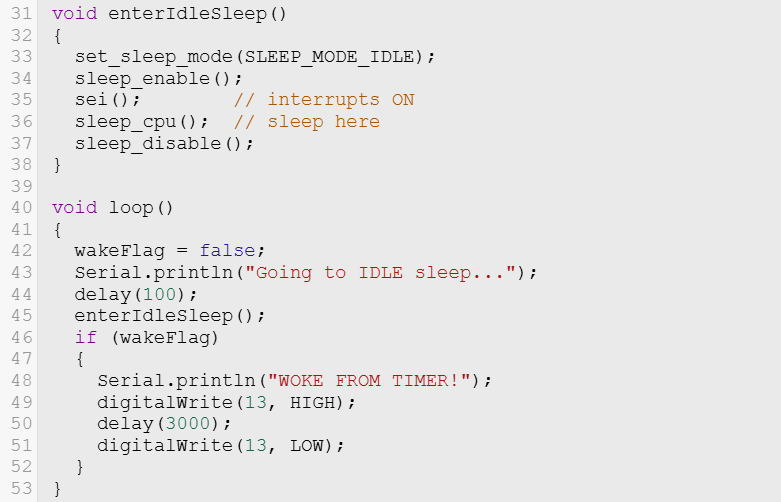 31 void enterIdleSleep()
32 {
33   set_sleep_mode(SLEEP_MODE_IDLE);
34   sleep_enable();
35   sei();        // interrupts ON
36   sleep_cpu();  // sleep here
37   sleep_disable();
38 }
39
40 void loop()
41 {
42   wakeFlag = false;
43   Serial.println("Going to IDLE sleep...");
44   delay(100);
45   enterIdleSleep();
46   if (wakeFlag)
47   {
48     Serial.println("WOKE FROM TIMER!");
49     digitalWrite(13, HIGH);
50     delay(3000);
51     digitalWrite(13, LOW);
52   }
53 }